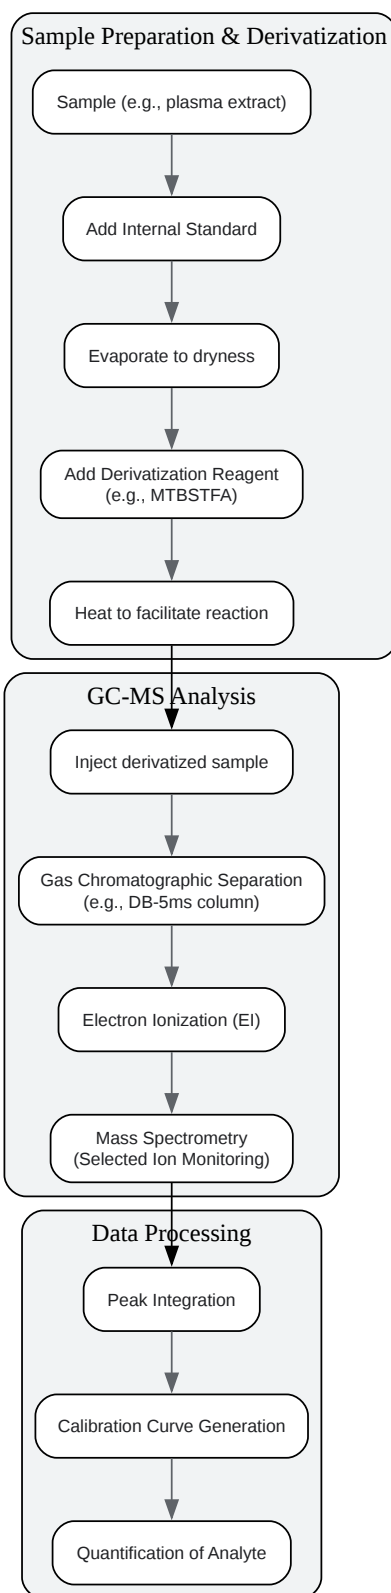 Sample Preparation & Derivatization
Sample (e.g., plasma extract)
Add Internal Standard
Evaporate to dryness
Add Derivatization Reagent
(e.g., MTBSTFA)
Heat to facilitate reaction
GC-MS Analysis
Inject derivatized sample
Gas Chromatographic Separation
(e.g., DB-5ms column)
Electron Ionization (EI)
Mass Spectrometry
(Selected Ion Monitoring)
Data Processing
Peak Integration
Calibration Curve Generation
Quantification of Analyte